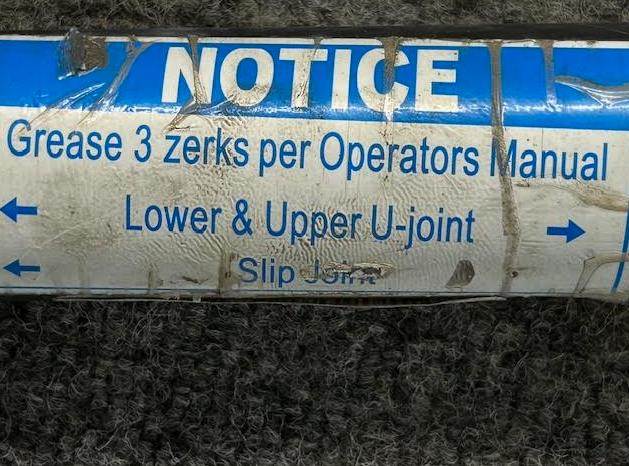 NOTICE
Grease 3 zerks per Operators Manual
Lower & Upper U-joint
Slip Joint